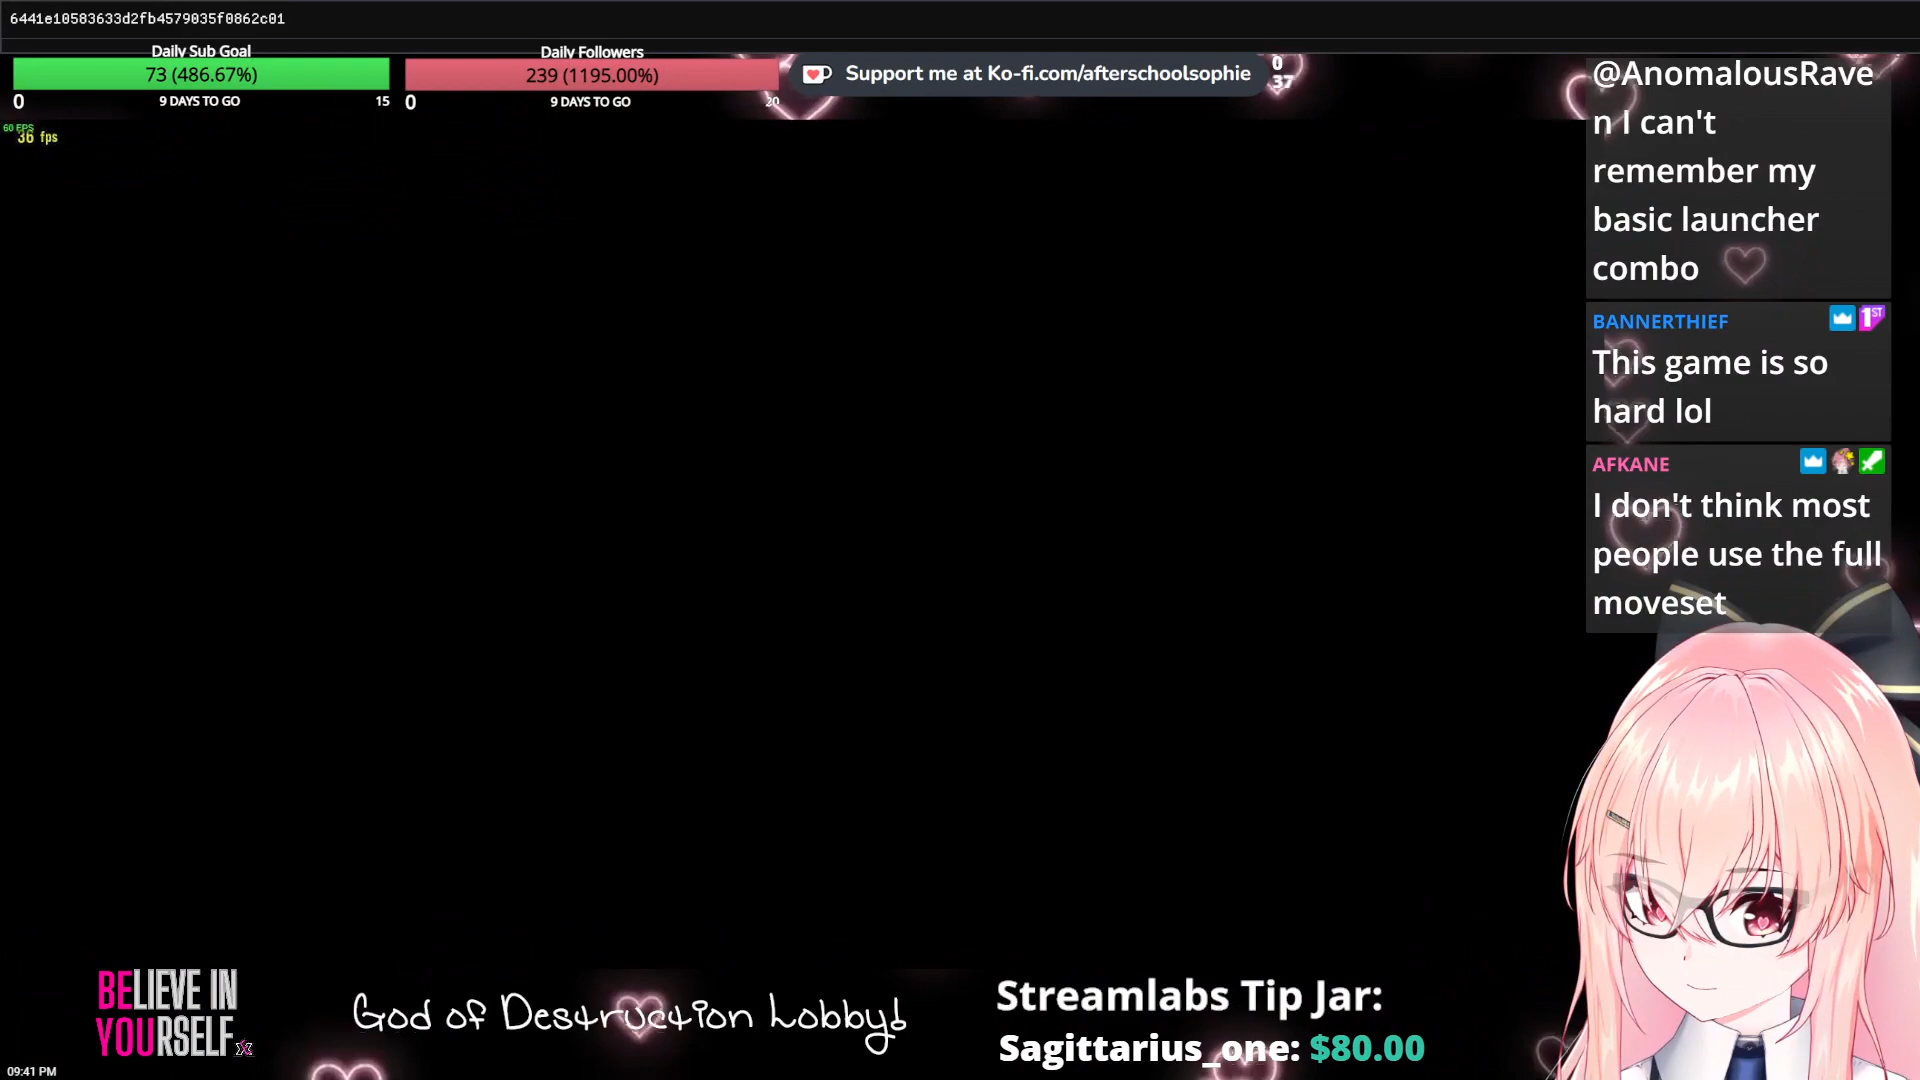 6441e10583633d2fb4579035f0862c01
Daily Sub Goal
73 (486.67%)
0
9 DAYS TO GO
15
Daily Followers
239 (1195.00%)
0
9 DAYS TO GO
20
Support me at Ko-fi.com/afterschoolsophie
0
37
60 FPS
36 fps
@AnomalousRave
n I can't
remember my
basic launcher
combo
BANNERTHIEF
1ST
This game is so
hard lol
AFKANE
I don't think most
people use the full
moveset
BELIEVE IN
YOURSELF
God of Destruction Lobby!
Streamlabs Tip Jar:
Sagittarius_one: $80.00
09:41 PM